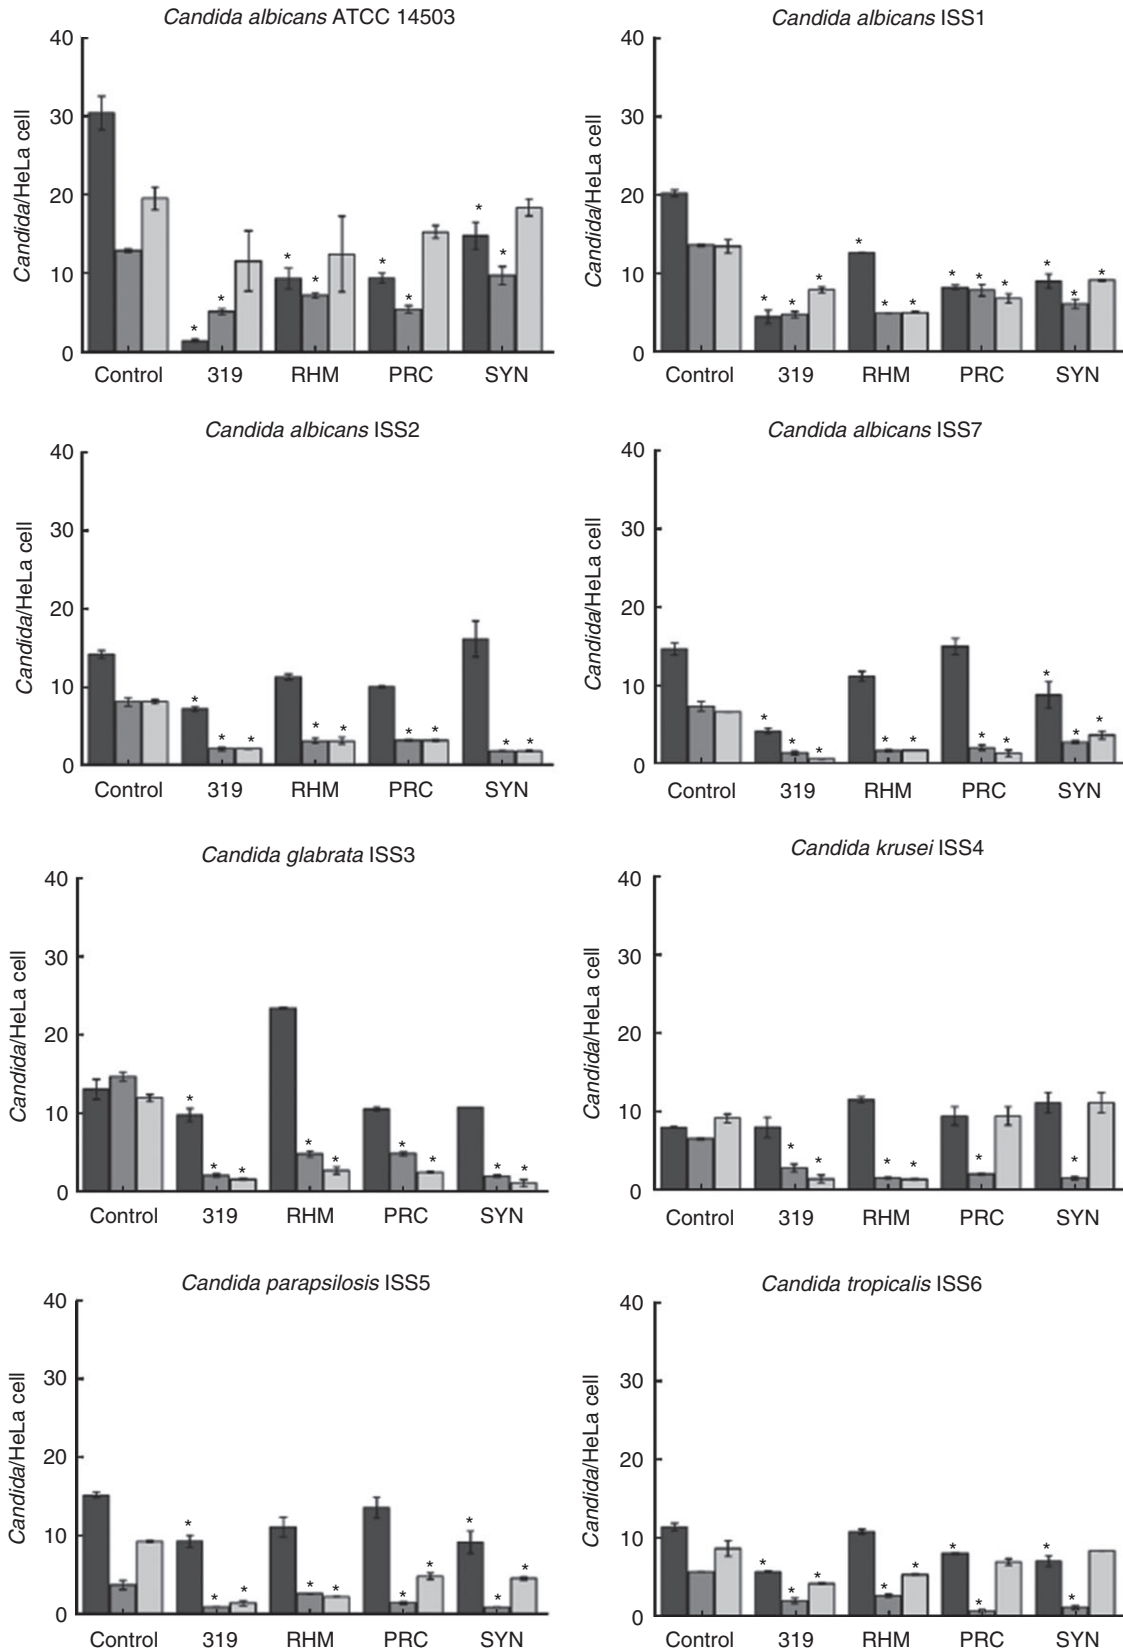 Candida albicans ATCC 14503
40
30
20
10
0
Candida/HeLa cell
* * * * * * * *
Control 319 RHM PRC SYN
Candida albicans ISS1
40
30
20
10
0
Candida/HeLa cell
* * * * * * * * * * * *
Control 319 RHM PRC SYN
Candida albicans ISS2
40
30
20
10
0
Candida/HeLa cell
* * * * * * * * *
Control 319 RHM PRC SYN
Candida albicans ISS7
40
30
20
10
0
Candida/HeLa cell
* * * * * * * * * *
Control 319 RHM PRC SYN
Candida glabrata ISS3
40
30
20
10
0
Candida/HeLa cell
* * * * * * * * *
Control 319 RHM PRC SYN
Candida krusei ISS4
40
30
20
10
0
Candida/HeLa cell
* * * * * *
Control 319 RHM PRC SYN
Candida parapsilosis ISS5
40
30
20
10
0
Candida/HeLa cell
* * * * * * * * * *
Control 319 RHM PRC SYN
Candida tropicalis ISS6
40
30
20
10
0
Candida/HeLa cell
* * * * * * * * *
Control 319 RHM PRC SYN